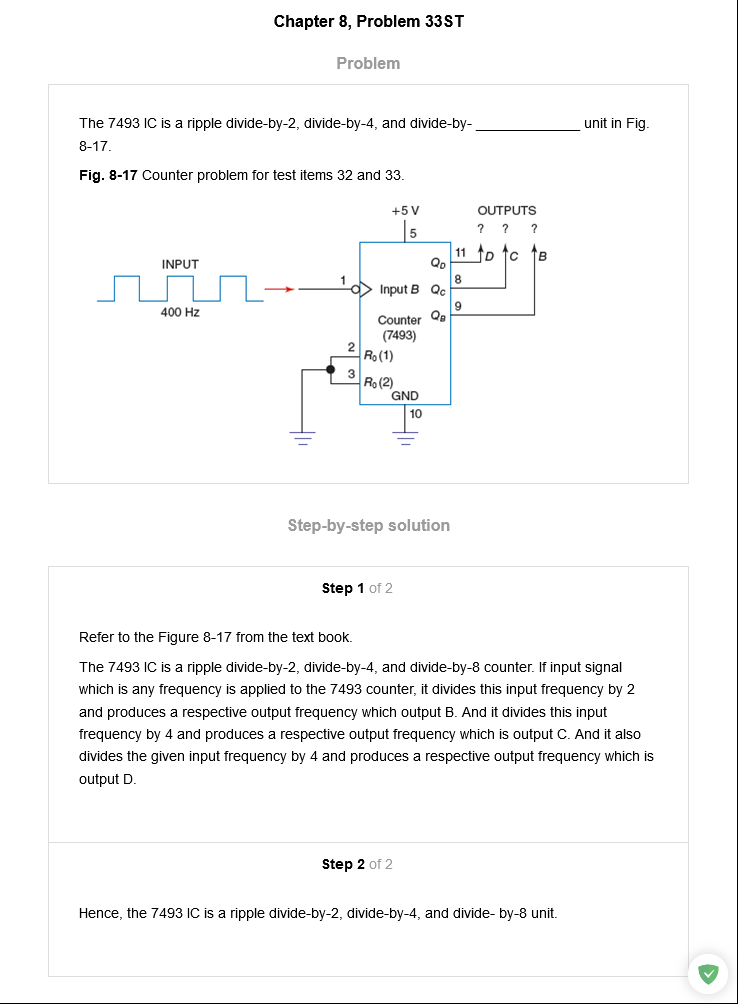 Chapter 8, Problem 33ST
Problem
The 7493 IC is a ripple divide-by-2, divide-by-4, and divide-by- ______________ unit in Fig.
8-17.
Fig. 8-17 Counter problem for test items 32 and 33.
+5 V
OUTPUTS
5
? ? ?
INPUT
11
D C B
QD
1
Input B
QC
8
400 Hz
9
Counter
QB
(7493)
2
R0(1)
3
R0(2)
GND
10
Step-by-step solution
Step 1 of 2
Refer to the Figure 8-17 from the text book.
The 7493 IC is a ripple divide-by-2, divide-by-4, and divide-by-8 counter. If input signal
which is any frequency is applied to the 7493 counter, it divides this input frequency by 2
and produces a respective output frequency which output B. And it divides this input
frequency by 4 and produces a respective output frequency which is output C. And it also
divides the given input frequency by 4 and produces a respective output frequency which is
output D.
Step 2 of 2
Hence, the 7493 IC is a ripple divide-by-2, divide-by-4, and divide- by-8 unit.